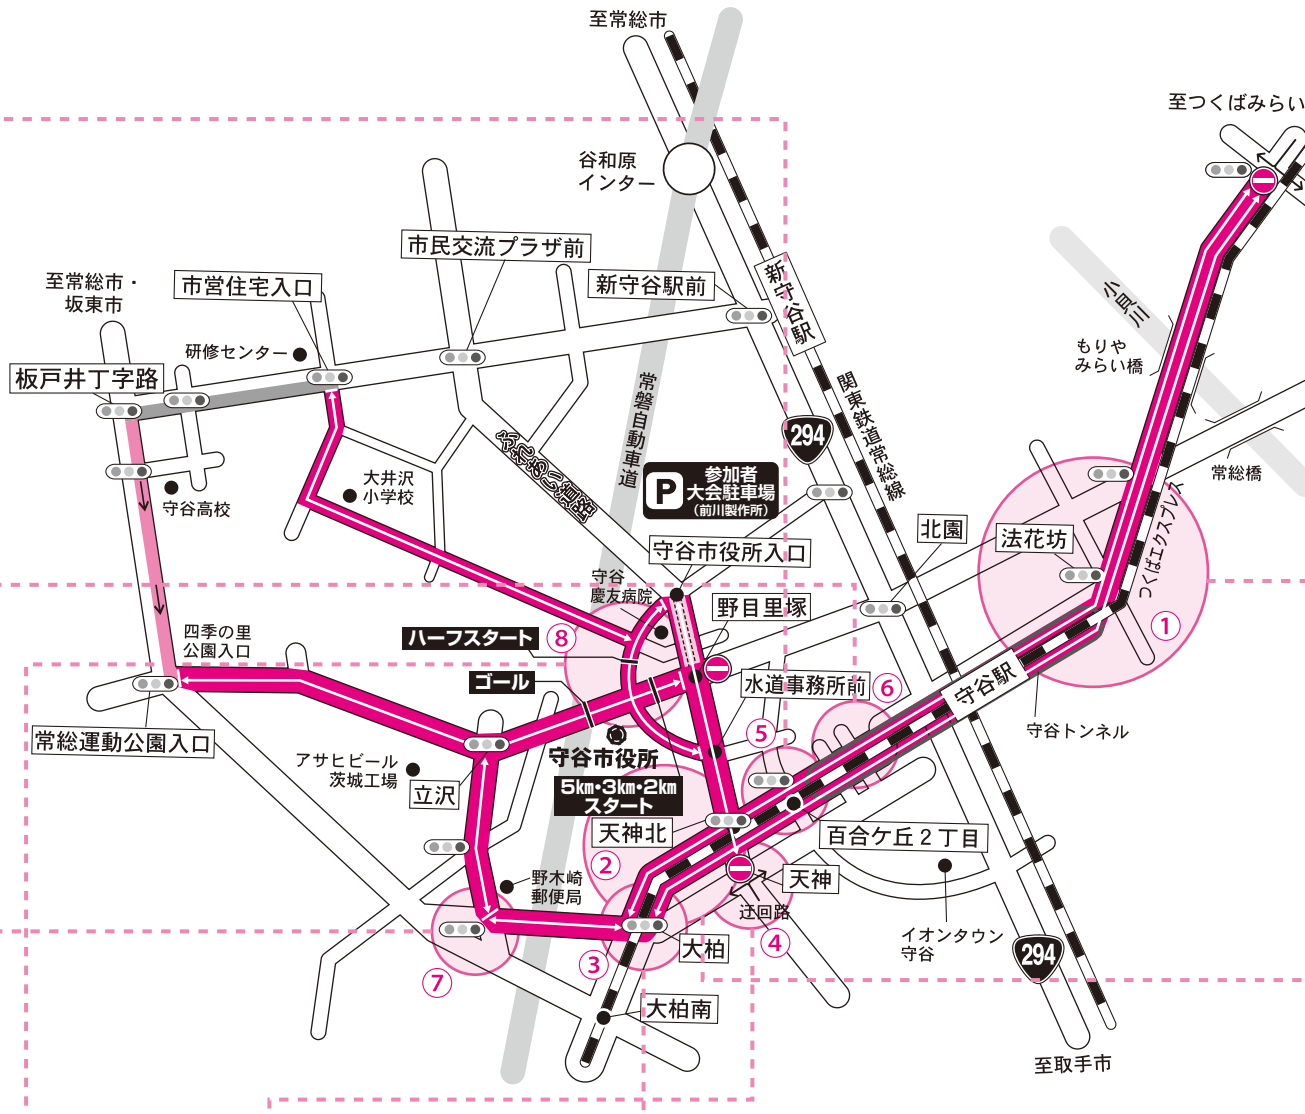 至常総市
至つくばみらい
谷和原
インター
市民交流プラザ前
至常総市・
坂東市
市営住宅入口
新守谷駅前
新守谷駅
小貝川
研修センター
もりや
みらい橋
板戸井丁字路
常磐自動車道
関東鉄道常総線
294
ふれあい道路
大井沢
小学校
守谷高校
P
参加者
大会駐車場
(前川製作所)
常総橋
つくばエクスプレス
北園
法花坊
守谷市役所入口
守谷
慶友病院
野目里塚
①
四季の里
公園入口
ハーフスタート
⑧
ゴール
水道事務所前
⑥
守谷駅
守谷トンネル
常総運動公園入口
⑤
アサヒビール
茨城工場
守谷市役所
立沢
5km・3km・2km
スタート
天神北
②
百合ケ丘2丁目
天神
野木崎
郵便局
迂回路
④
イオンタウン
守谷
294
大柏
③
⑦
大柏南
至取手市